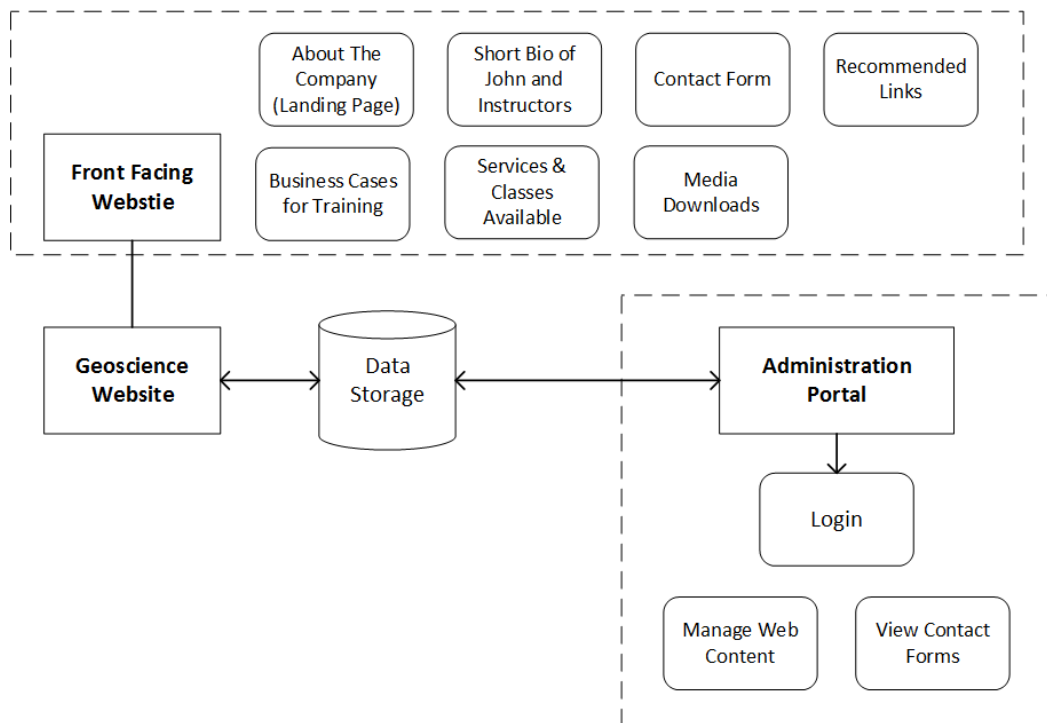 About The
Company
(Landing Page)
Short Bio of
John and
Instructors
Contact Form
Recommended
Links
Front Facing
Webstie
Business Cases
for Training
Services &
Classes
Available
Media
Downloads
Geoscience
Website
Data
Storage
Administration
Portal
Login
Manage Web
Content
View Contact
Forms